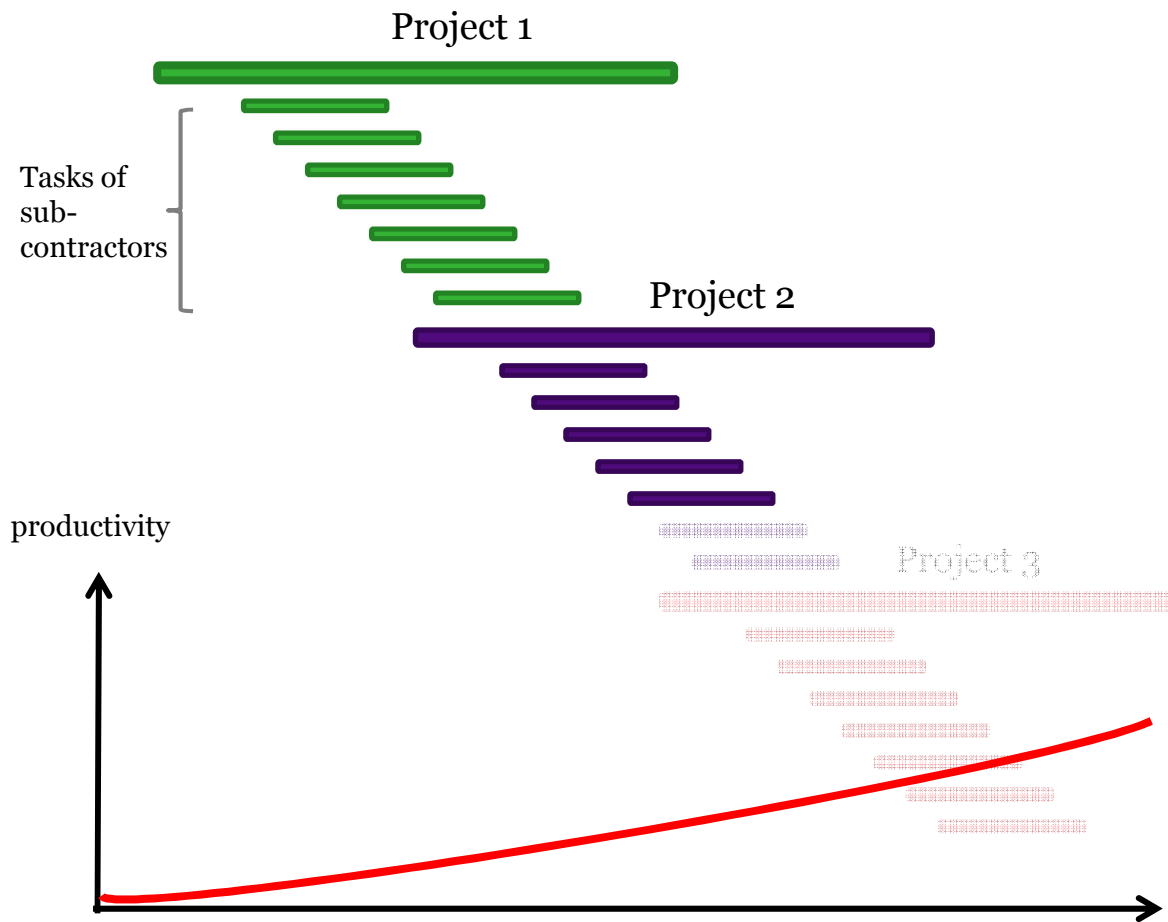 Project 1
Tasks of
sub-
contractors
Project 2
productivity
Project 3